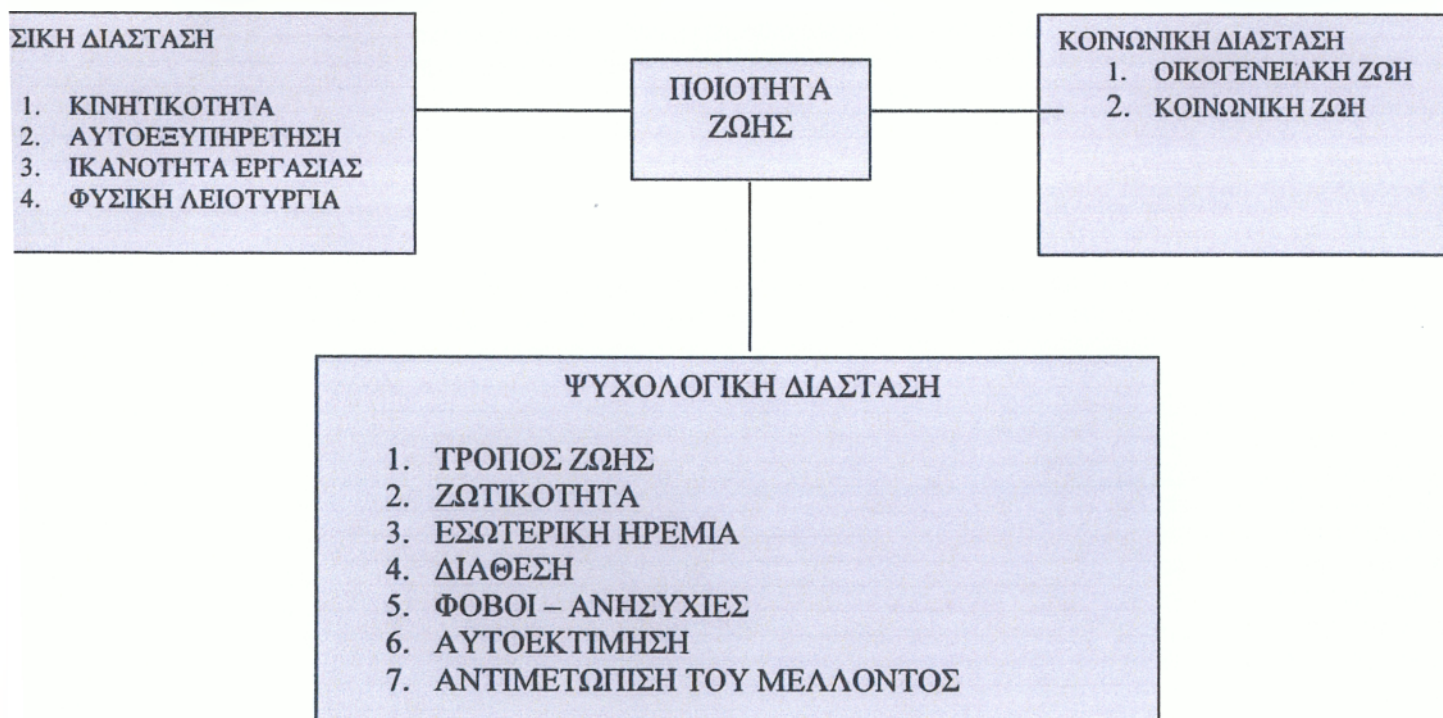 ΣΙΚΗ ΔΙΑΣΤΑΣΗ
1. ΚΙΝΗΤΙΚΟΤΗΤΑ
2. ΑΥΤΟΕΞΥΠΗΡΕΤΗΣΗ
3. ΙΚΑΝΟΤΗΤΑ ΕΡΓΑΣΙΑΣ
4. ΦΥΣΙΚΗ ΛΕΙΟΤΥΡΓΙΑ
ΠΟΙΟΤΗΤΑ
ΖΩΗΣ
ΚΟΙΝΩΝΙΚΗ ΔΙΑΣΤΑΣΗ
1. ΟΙΚΟΓΕΝΕΙΑΚΗ ΖΩΗ
2. ΚΟΙΝΩΝΙΚΗ ΖΩΗ
ΨΥΧΟΛΟΓΙΚΗ ΔΙΑΣΤΑΣΗ
1. ΤΡΟΠΟΣ ΖΩΗΣ
2. ΖΩΤΙΚΟΤΗΤΑ
3. ΕΣΩΤΕΡΙΚΗ ΗΡΕΜΙΑ
4. ΔΙΑΘΕΣΗ
5. ΦΟΒΟΙ – ΑΝΗΣΥΧΙΕΣ
6. ΑΥΤΟΕΚΤΙΜΗΣΗ
7. ΑΝΤΙΜΕΤΩΠΙΣΗ ΤΟΥ ΜΕΛΛΟΝΤΟΣ